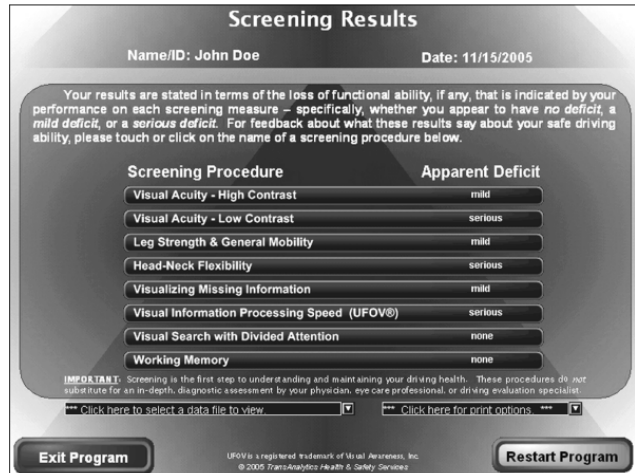 Screening Results
Name/ID: John Doe Date: 11/15/2005
Your results are stated in terms of the loss of functional ability, if any, that is indicated by your
performance on each screening measure – specifically, whether you appear to have no deficit, a
mild deficit, or a serious deficit. For feedback about what these results say about your safe driving
ability, please touch or click on the name of a screening procedure below.
Screening Procedure Apparent Deficit
Visual Acuity - High Contrast mild
Visual Acuity - Low Contrast serious
Leg Strength & General Mobility mild
Head-Neck Flexibility serious
Visualizing Missing Information mild
Visual Information Processing Speed (UFOV®) serious
Visual Search with Divided Attention none
Working Memory none
IMPORTANT: Screening is the first step to understanding and maintaining your driving health. These procedures do not
substitute for an in-depth, diagnostic assessment by your physician, eye care professional, or driving evaluation specialist.
*** Click here to select a data file to view. *** Click here for print options. ***
Exit Program
UFOV is a registered trademark of Visual Awareness, Inc.
© 2005 TransAnalytics Health & Safety Services
Restart Program